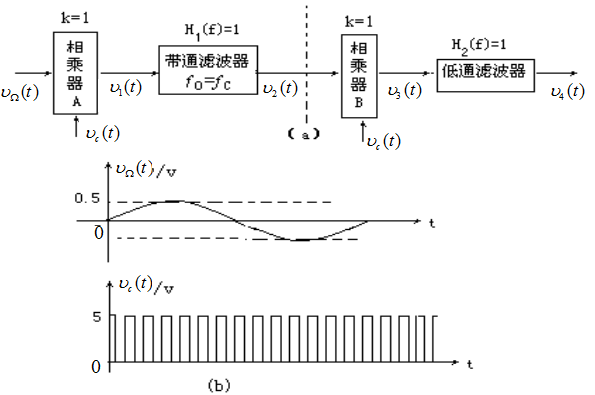 k=1
H₁(f)=1
k=1
H₂(f)=1
相乘器A
带通滤波器
f₀=f_C
相乘器B
低通滤波器
υ_Ω(t)
υ₁(t)
υ₂(t)
υ₃(t)
υ₄(t)
υ_c(t)
(a)
υ_c(t)
υ_Ω(t)/v
0.5
0
t
υ_c(t)/v
5
0
t
(b)